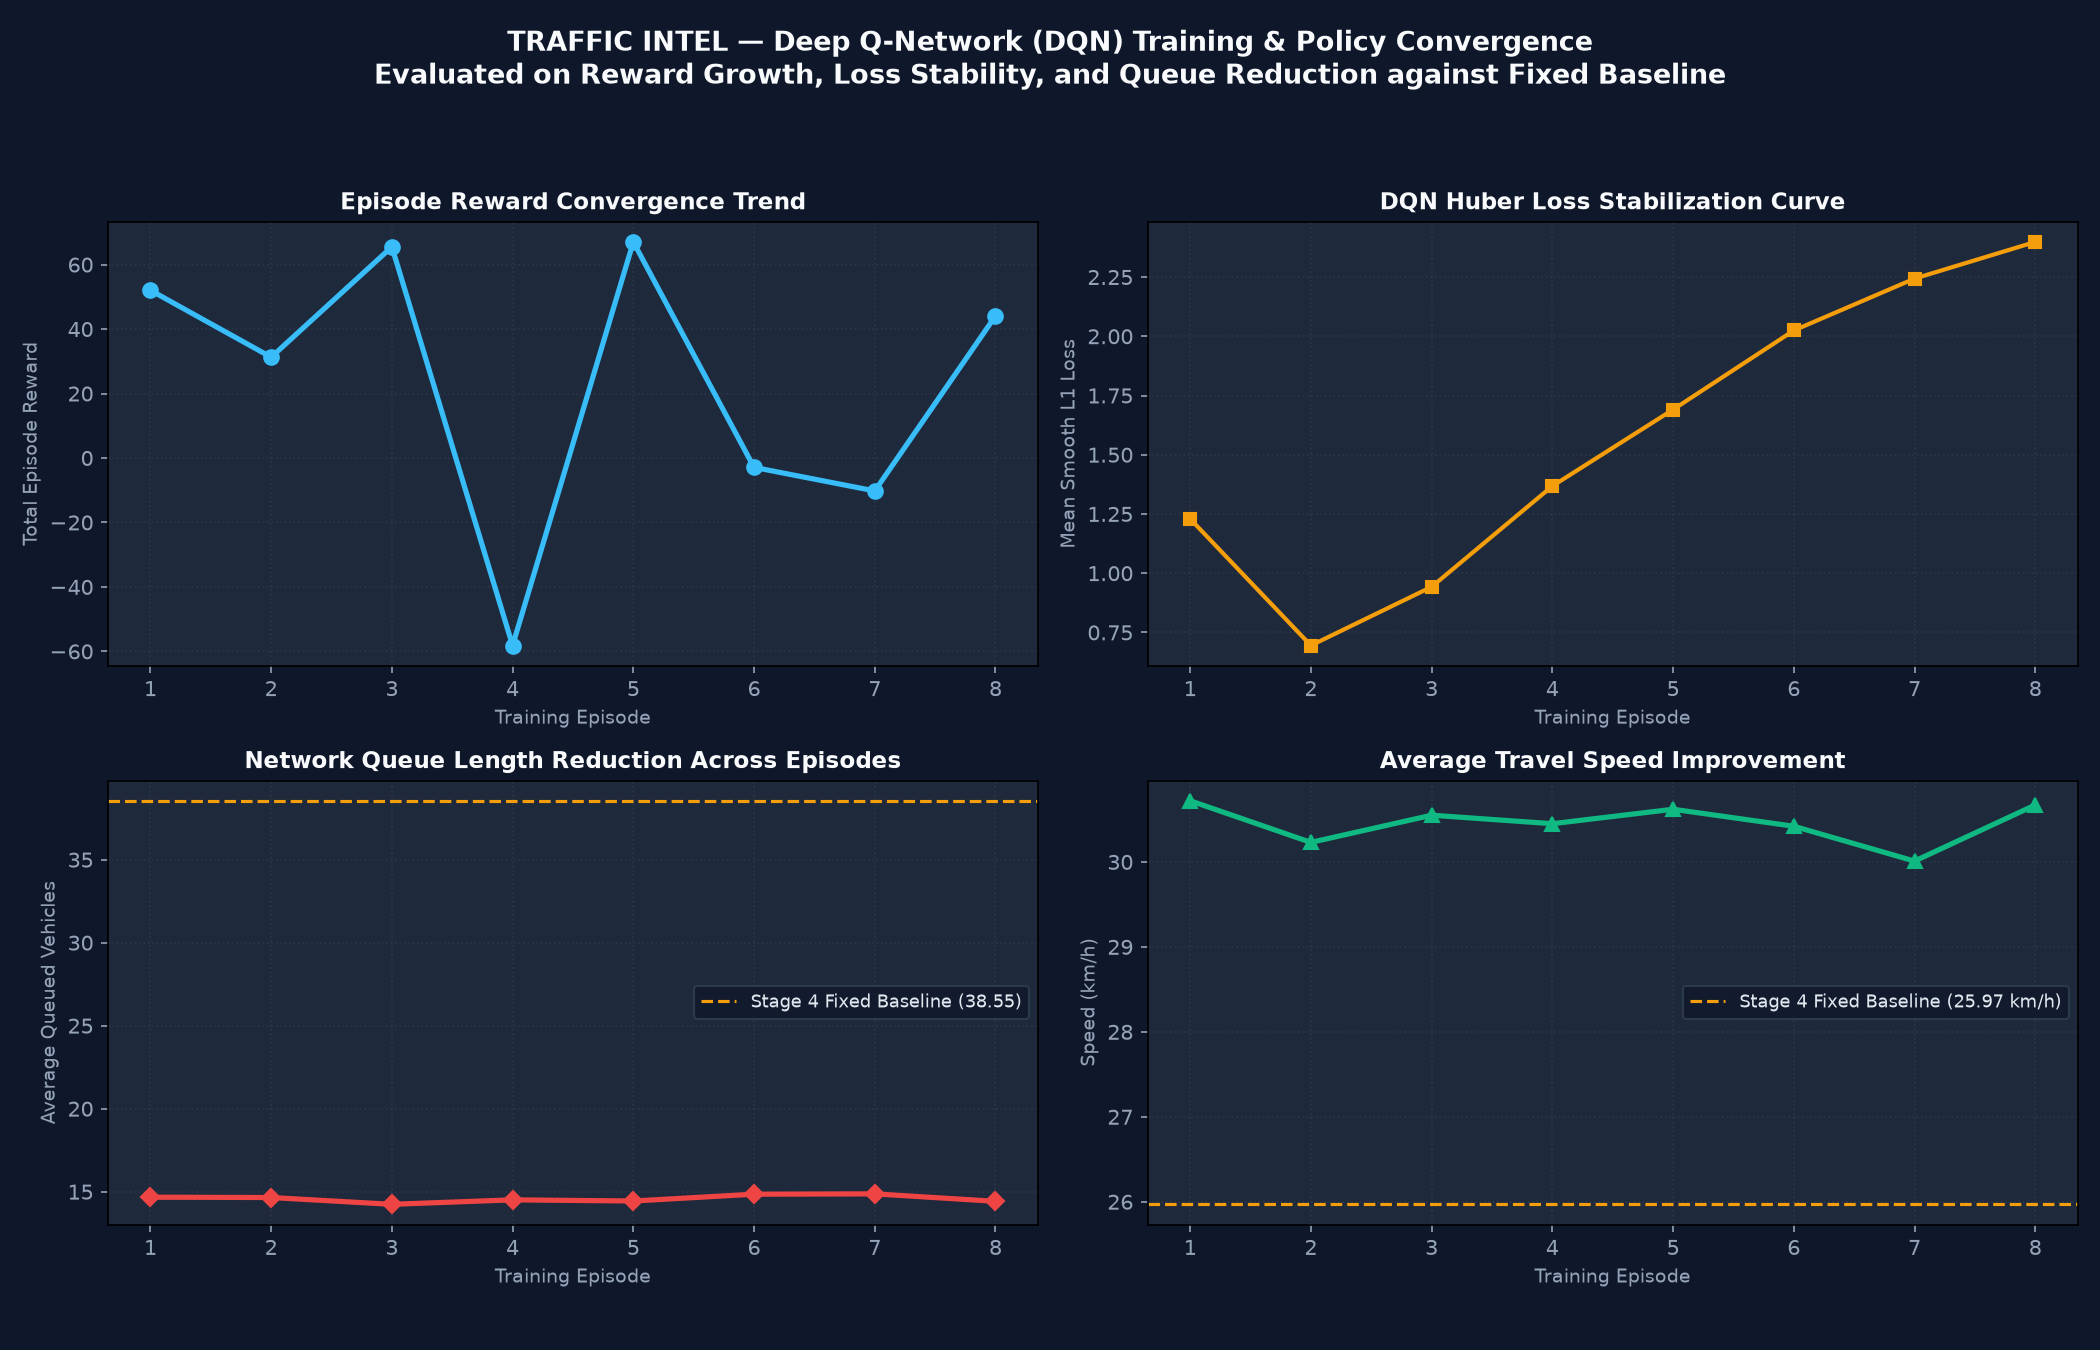 TRAFFIC INTEL — Deep Q-Network (DQN) Training & Policy Convergence
Evaluated on Reward Growth, Loss Stability, and Queue Reduction against Fixed Baseline
Episode Reward Convergence Trend
Total Episode Reward
60
40
20
0
−20
−40
−60
1 2 3 4 5 6 7 8
Training Episode
DQN Huber Loss Stabilization Curve
Mean Smooth L1 Loss
2.25
2.00
1.75
1.50
1.25
1.00
0.75
1 2 3 4 5 6 7 8
Training Episode
Network Queue Length Reduction Across Episodes
Average Queued Vehicles
35
30
25
20
15
Stage 4 Fixed Baseline (38.55)
1 2 3 4 5 6 7 8
Training Episode
Average Travel Speed Improvement
Speed (km/h)
30
29
28
27
26
Stage 4 Fixed Baseline (25.97 km/h)
1 2 3 4 5 6 7 8
Training Episode